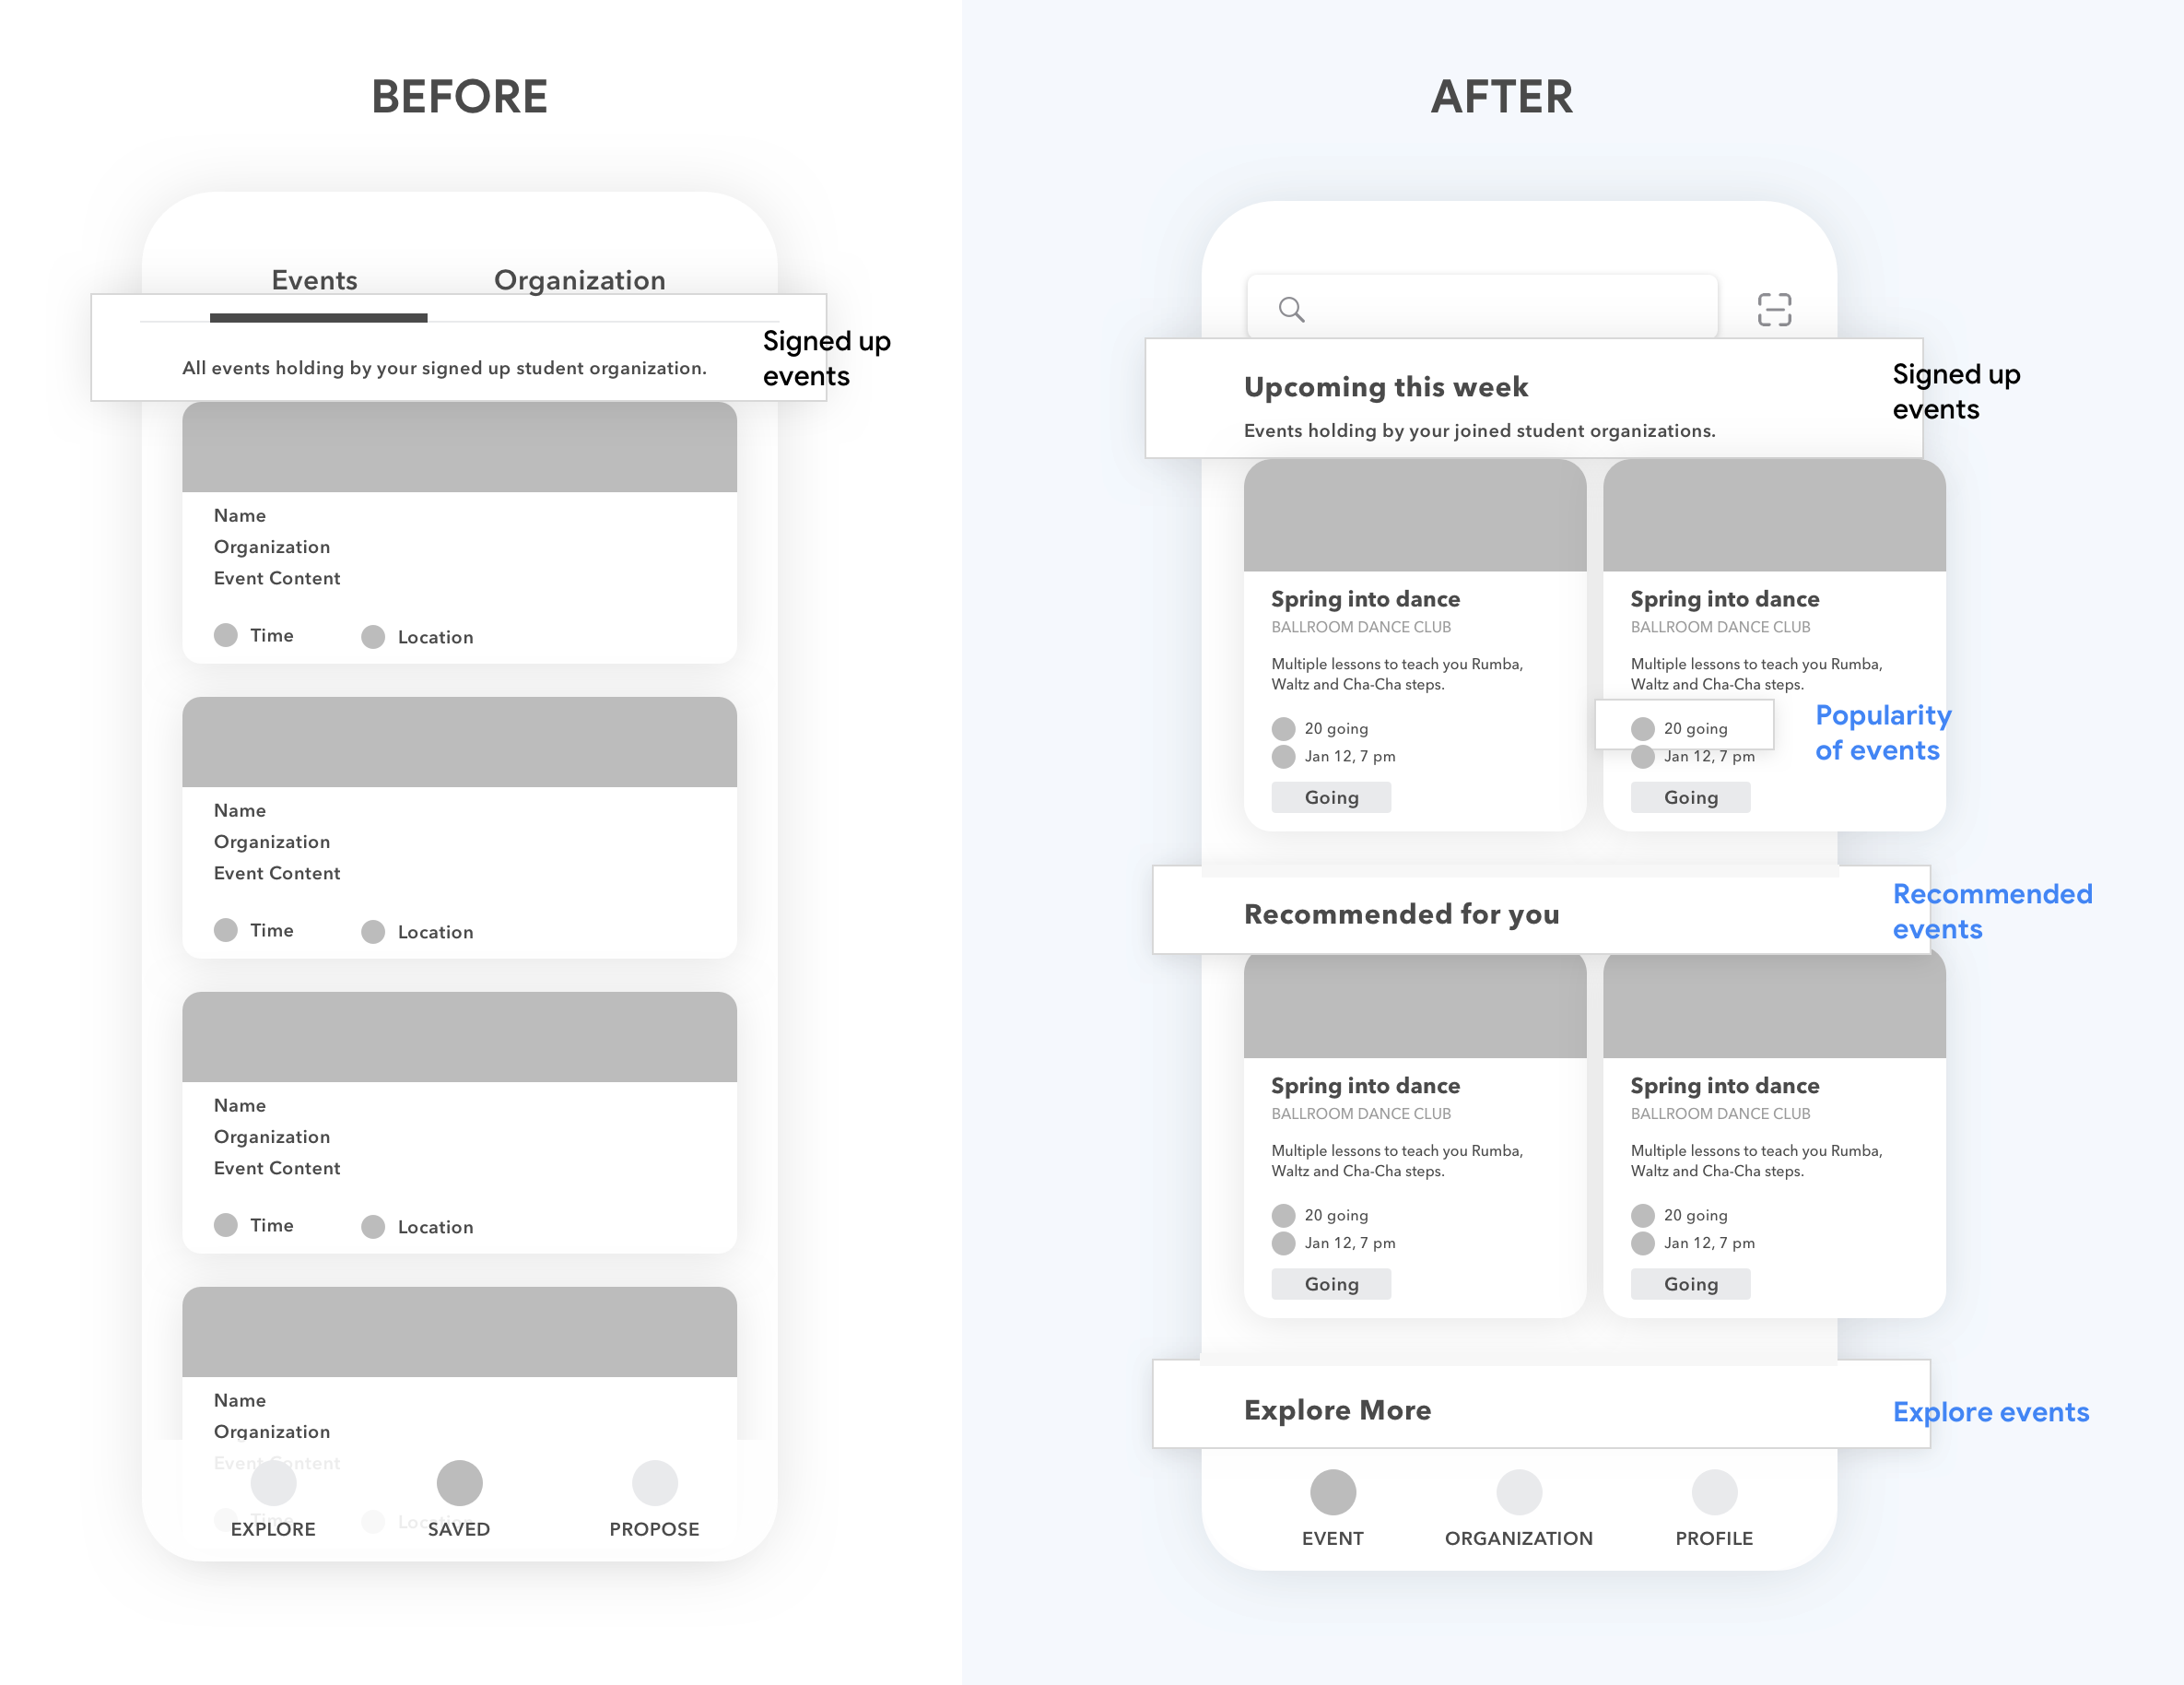 BEFORE
Events
Organization
Signed up
events
All events holding by your signed up student organization.
Name
Organization
Event Content
Time
Location
Name
Organization
Event Content
Time
Location
Name
Organization
Event Content
Time
Location
Name
Organization
Event Content
Time
Location
EXPLORE
SAVED
PROPOSE
AFTER
Upcoming this week
Events holding by your joined student organizations.
Signed up
events
Spring into dance
BALLROOM DANCE CLUB
Multiple lessons to teach you Rumba,
Waltz and Cha-Cha steps.
20 going
Jan 12, 7 pm
Going
Spring into dance
BALLROOM DANCE CLUB
Multiple lessons to teach you Rumba,
Waltz and Cha-Cha steps.
20 going
Jan 12, 7 pm
Going
Popularity
of events
Recommended for you
Recommended
events
Spring into dance
BALLROOM DANCE CLUB
Multiple lessons to teach you Rumba,
Waltz and Cha-Cha steps.
20 going
Jan 12, 7 pm
Going
Spring into dance
BALLROOM DANCE CLUB
Multiple lessons to teach you Rumba,
Waltz and Cha-Cha steps.
20 going
Jan 12, 7 pm
Going
Explore More
Explore events
EVENT
ORGANIZATION
PROFILE